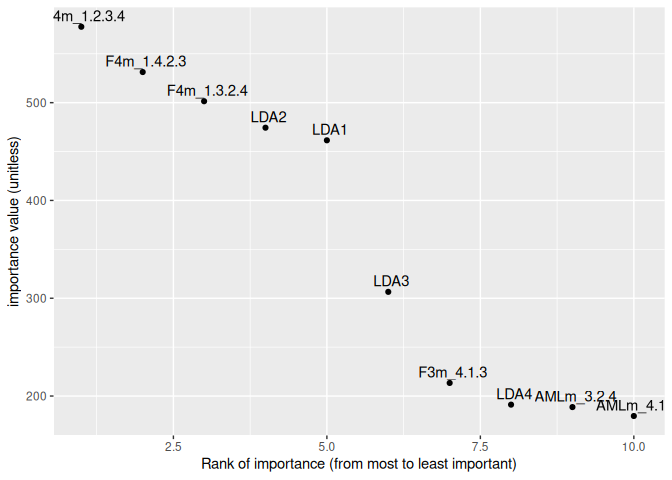 4m_1.2.3.4
F4m_1.4.2.3
F4m_1.3.2.4
LDA2
LDA1
LDA3
F3m_4.1.3
LDA4
AMLm_3.2.4
AMLm_4.1
500
400
300
200
importance value (unitless)
2.5
5.0
7.5
10.0
Rank of importance (from most to least important)